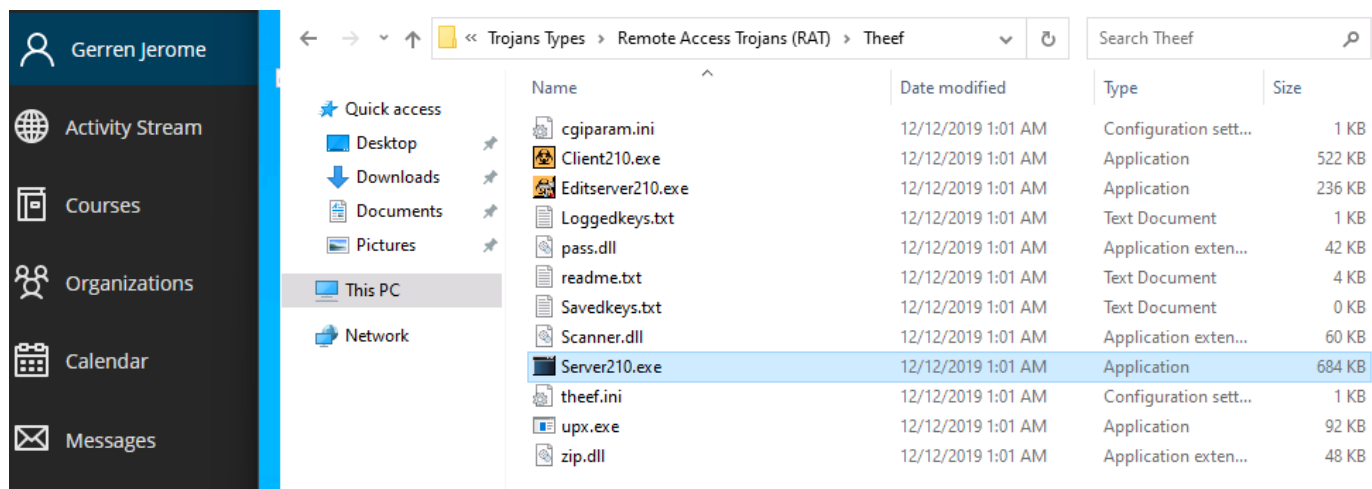 Gerren Jerome
Activity Stream
Courses
Organizations
Calendar
Messages
« Trojans Types > Remote Access Trojans (RAT) > Theef
Search Theef
Quick access
Desktop
Downloads
Documents
Pictures
This PC
Network
Name Date modified Type Size
cgiparam.ini 12/12/2019 1:01 AM Configuration sett... 1 KB
Client210.exe 12/12/2019 1:01 AM Application 522 KB
Editserver210.exe 12/12/2019 1:01 AM Application 236 KB
Loggedkeys.txt 12/12/2019 1:01 AM Text Document 1 KB
pass.dll 12/12/2019 1:01 AM Application exten... 42 KB
readme.txt 12/12/2019 1:01 AM Text Document 4 KB
Savedkeys.txt 12/12/2019 1:01 AM Text Document 0 KB
Scanner.dll 12/12/2019 1:01 AM Application exten... 60 KB
Server210.exe 12/12/2019 1:01 AM Application 684 KB
theef.ini 12/12/2019 1:01 AM Configuration sett... 1 KB
upx.exe 12/12/2019 1:01 AM Application 92 KB
zip.dll 12/12/2019 1:01 AM Application exten... 48 KB